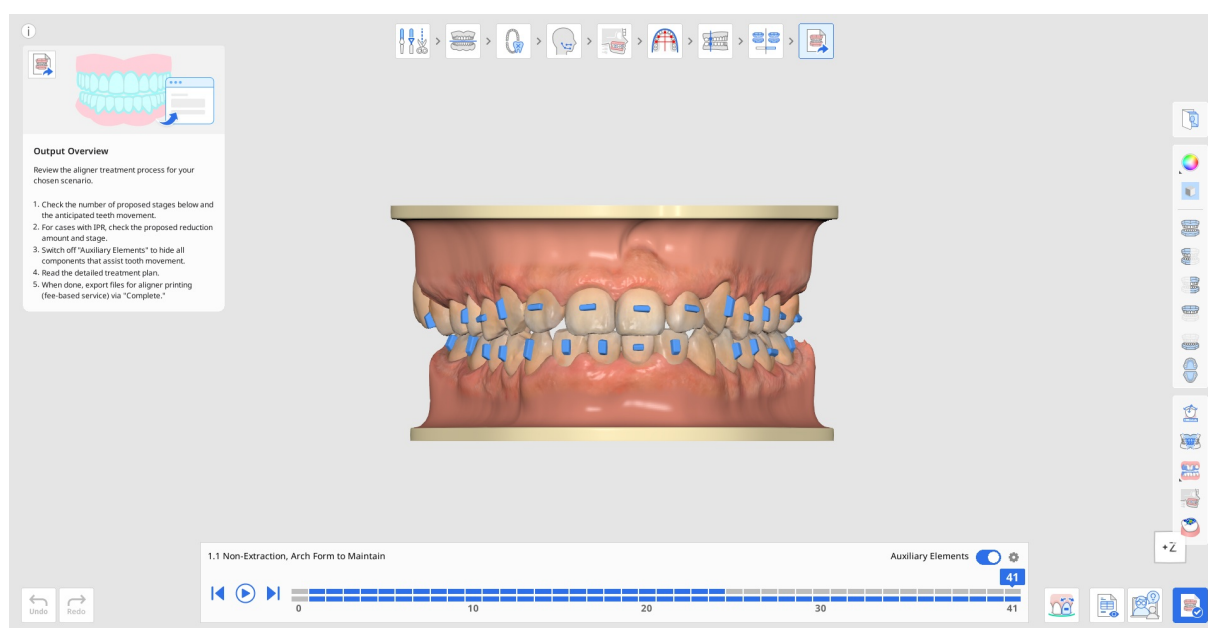 Output Overview
Review the aligner treatment process for your
chosen scenario.
1. Check the number of proposed stages below and
the anticipated teeth movement.
2. For cases with IPR, check the proposed reduction
amount and stage.
3. Switch off "Auxiliary Elements" to hide all
components that assist tooth movement.
4. Read the detailed treatment plan.
5. When done, export files for aligner printing
(fee-based service) via "Complete."
+Z
1.1 Non-Extraction, Arch Form to Maintain
Auxiliary Elements
41
0 10 20 30 41
Undo Redo